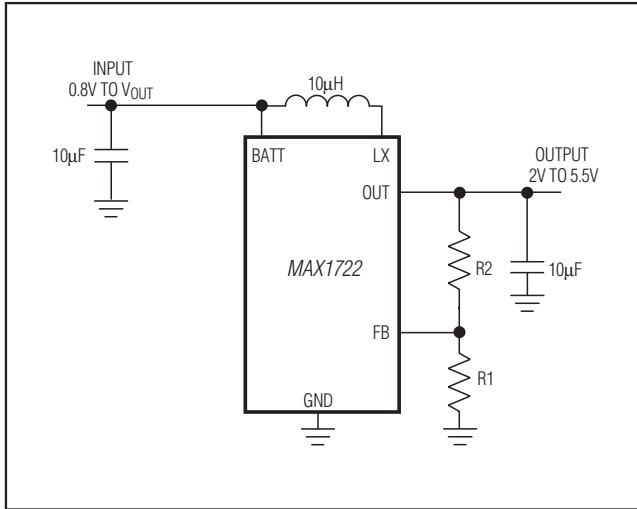 INPUT
0.8V TO VOUT
10µH
10µF
BATT
LX
OUT
OUTPUT
2V TO 5.5V
MAX1722
R2
10µF
FB
R1
GND